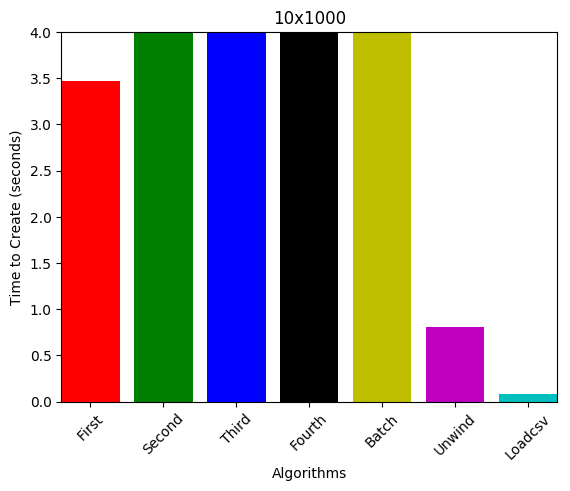 10x1000
4.0
3.5
3.0
2.5
2.0
1.5
1.0
0.5
0.0
Time to Create (seconds)
First
Second
Third
Fourth
Batch
Unwind
Loadcsv
Algorithms